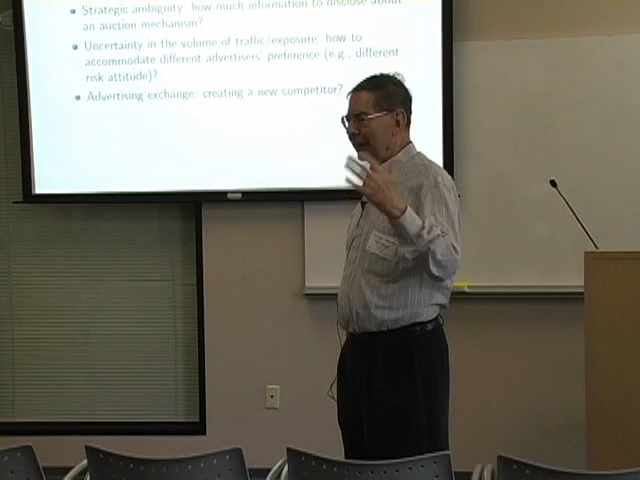 Strategic ambiguity: how much information to disclose about
an auction mechanism?
Uncertainty in the volume of traffic/exposure: how to
accommodate different advertisers' preference (e.g., different
risk attitude)?
Advertising exchange: creating a new competitor?